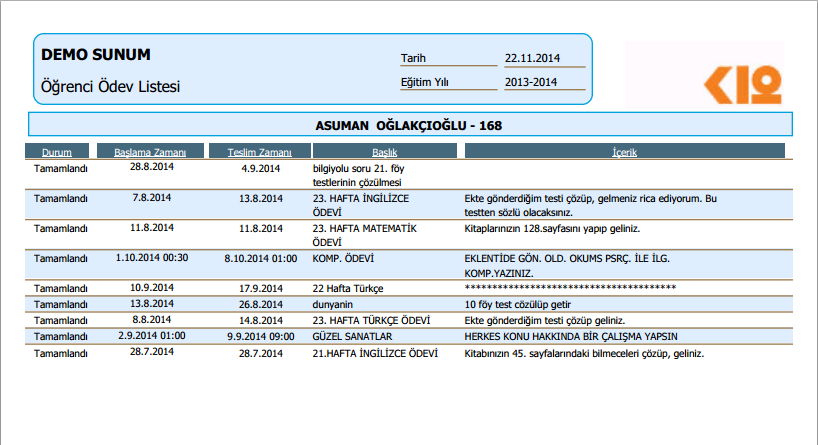 DEMO SUNUM
Öğrenci Ödev Listesi
Tarih 22.11.2014
Eğitim Yılı 2013-2014
K12
ASUMAN OĞLAKÇIOĞLU - 168
Durum Başlama Zamanı Teslim Zamanı Başlık İçerik
Tamamlandı 28.8.2014 4.9.2014 bilgiyolu soru 21. föy
testlerinin çözülmesi
Tamamlandı 7.8.2014 13.8.2014 23. HAFTA İNGİLİZCE Ekte gönderdiğim testi çözüp, gelmeniz rica ediyorum. Bu
ÖDEVİ testten sözlü olacaksınız.
Tamamlandı 11.8.2014 11.8.2014 23. HAFTA MATEMATİK Kitaplarınızın 128.sayfasını yapıp geliniz.
ÖDEVİ
Tamamlandı 1.10.2014 00:30 8.10.2014 01:00 KOMP. ÖDEVİ EKLENTİDE GÖN. OLD. OKUMS PSRÇ. İLE İLG.
KOMP.YAZINIZ.
Tamamlandı 10.9.2014 17.9.2014 22 Hafta Türkçe ***************************************
Tamamlandı 13.8.2014 26.8.2014 dunyanin 10 föy test cözülüp getir
Tamamlandı 8.8.2014 14.8.2014 23. HAFTA TÜRKÇE ÖDEVİ Ekte gönderdiğim testi çözüp geliniz.
Tamamlandı 2.9.2014 01:00 9.9.2014 09:00 GÜZEL SANATLAR HERKES KONU HAKKINDA BİR ÇALIŞMA YAPSIN
Tamamlandı 28.7.2014 28.7.2014 21.HAFTA İNGİLİZCE ÖDEVİ Kitabınızın 45. sayfalarındaki bilmeceleri çözüp, geliniz.